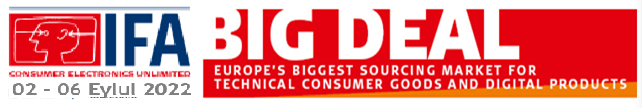 IFA
CONSUMER ELECTRONICS UNLIMITED
02 - 06 Eylul 2022
BIG DEAL
EUROPE'S BIGGEST SOURCING MARKET FOR
TECHNICAL CONSUMER GOODS AND DIGITAL PRODUCTS